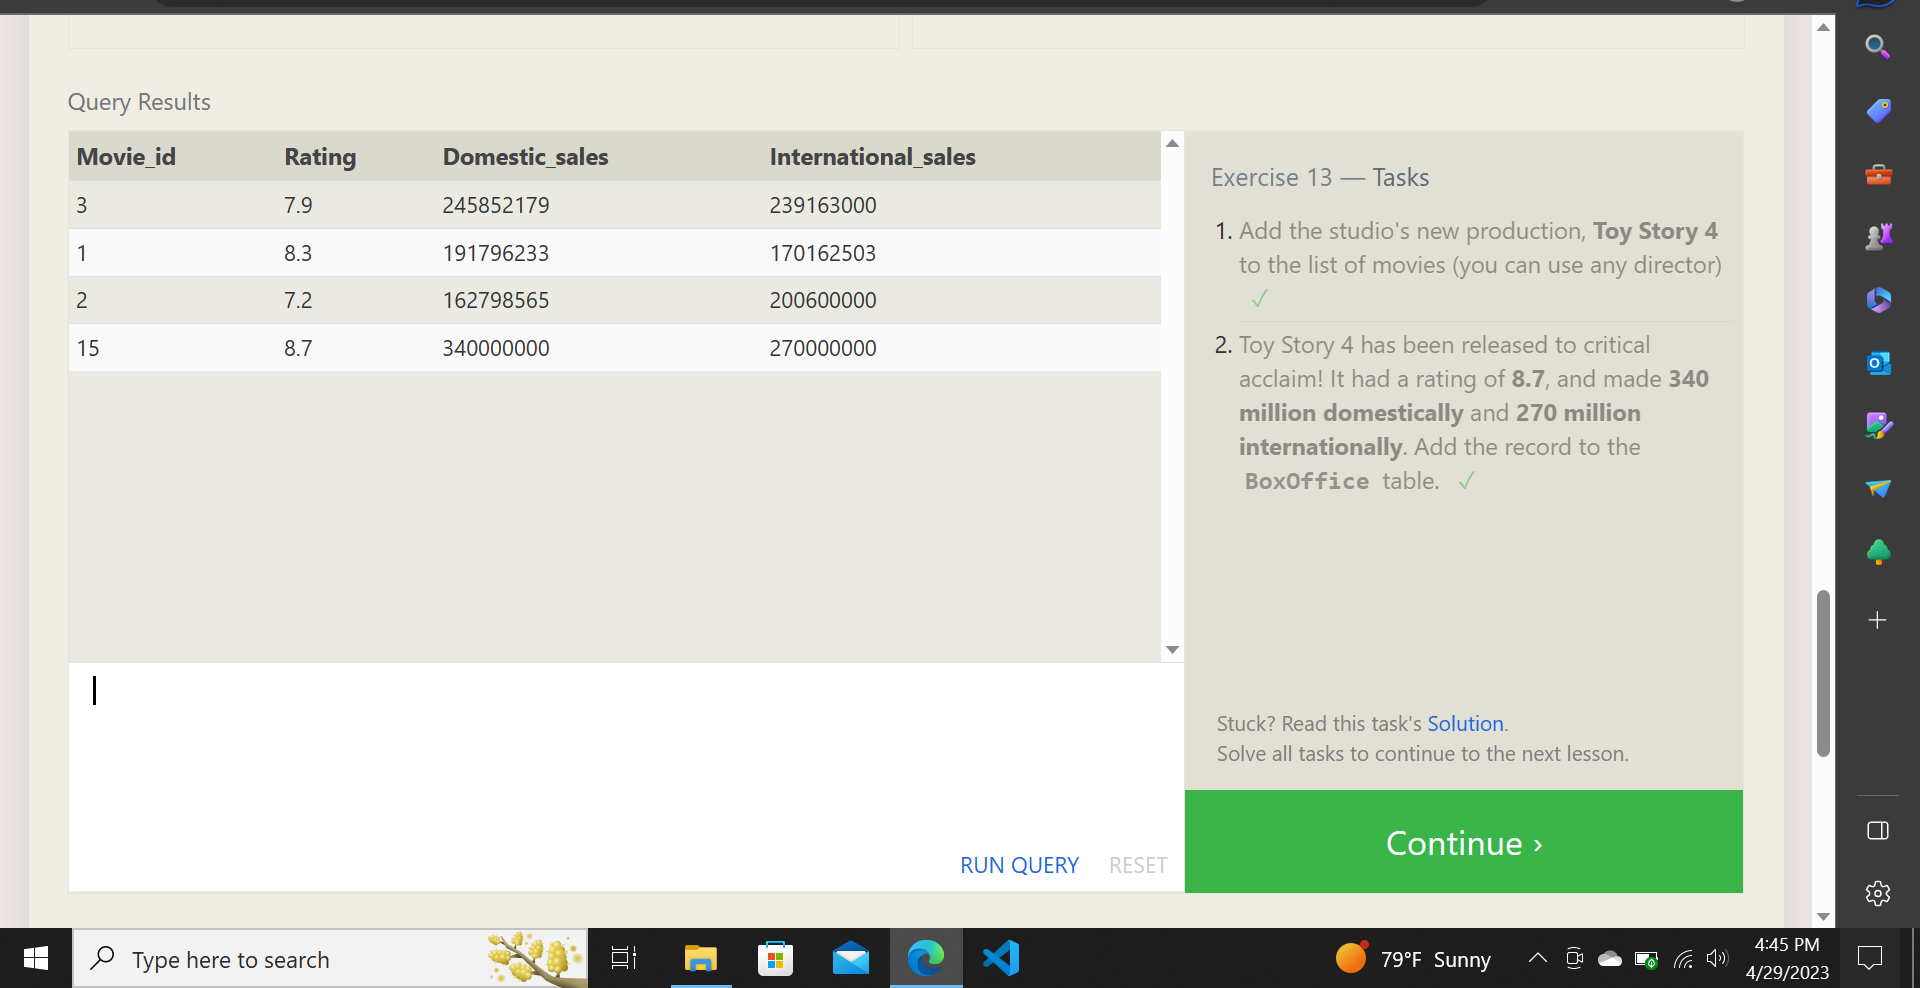 Query Results
Movie_id Rating Domestic_sales International_sales
3 7.9 245852179 239163000
1 8.3 191796233 170162503
2 7.2 162798565 200600000
15 8.7 340000000 270000000
RUN QUERY RESET
Exercise 13 — Tasks
1. Add the studio's new production, Toy Story 4
to the list of movies (you can use any director)
✓
2. Toy Story 4 has been released to critical
acclaim! It had a rating of 8.7, and made 340
million domestically and 270 million
internationally. Add the record to the
BoxOffice table. ✓
Stuck? Read this task's Solution.
Solve all tasks to continue to the next lesson.
Continue ›
Type here to search
79°F Sunny
4:45 PM
4/29/2023